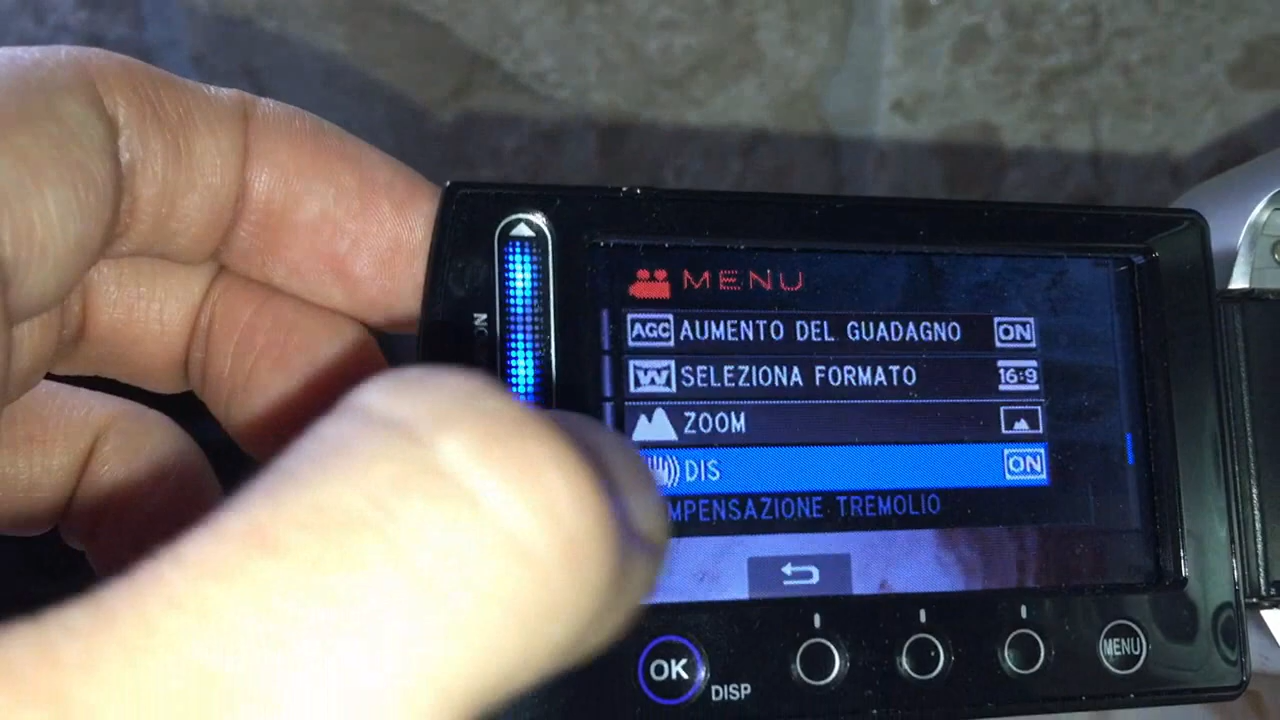 MENU
AGC AUMENTO DEL GUADAGNO ON
W SELEZIONA FORMATO 16:9
ZOOM
DIS ON
MPENSAZIONE TREMOLIO
OK
DISP
MENU